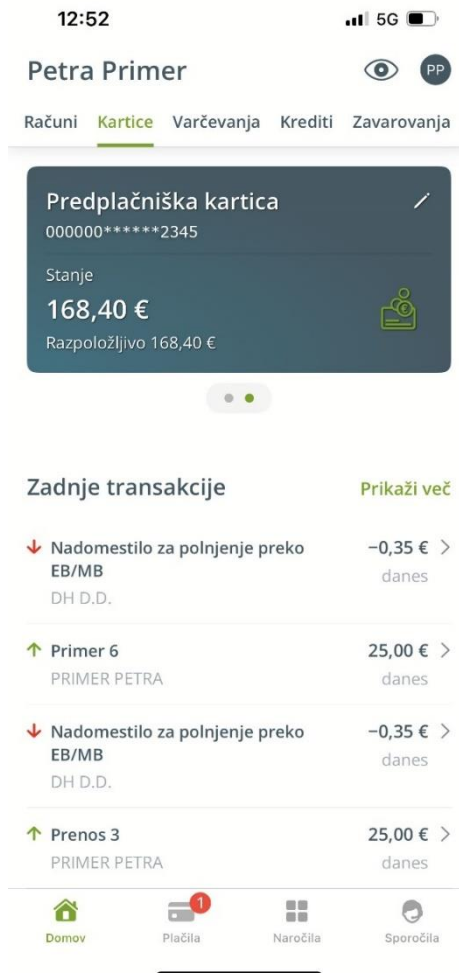 12:52
5G
Petra Primer
PP
Računi Kartice Varčevanja Krediti Zavarovanja
Predplačniška kartica
000000******2345
Stanje
168,40 €
Razpoložljivo 168,40 €
Zadnje transakcije
Prikaži več
Nadomestilo za polnjenje preko
EB/MB
DH D.D.
−0,35 €
danes
Primer 6
PRIMER PETRA
25,00 €
danes
Nadomestilo za polnjenje preko
EB/MB
DH D.D.
−0,35 €
danes
Prenos 3
PRIMER PETRA
25,00 €
danes
1
Domov Plačila Naročila Sporočila